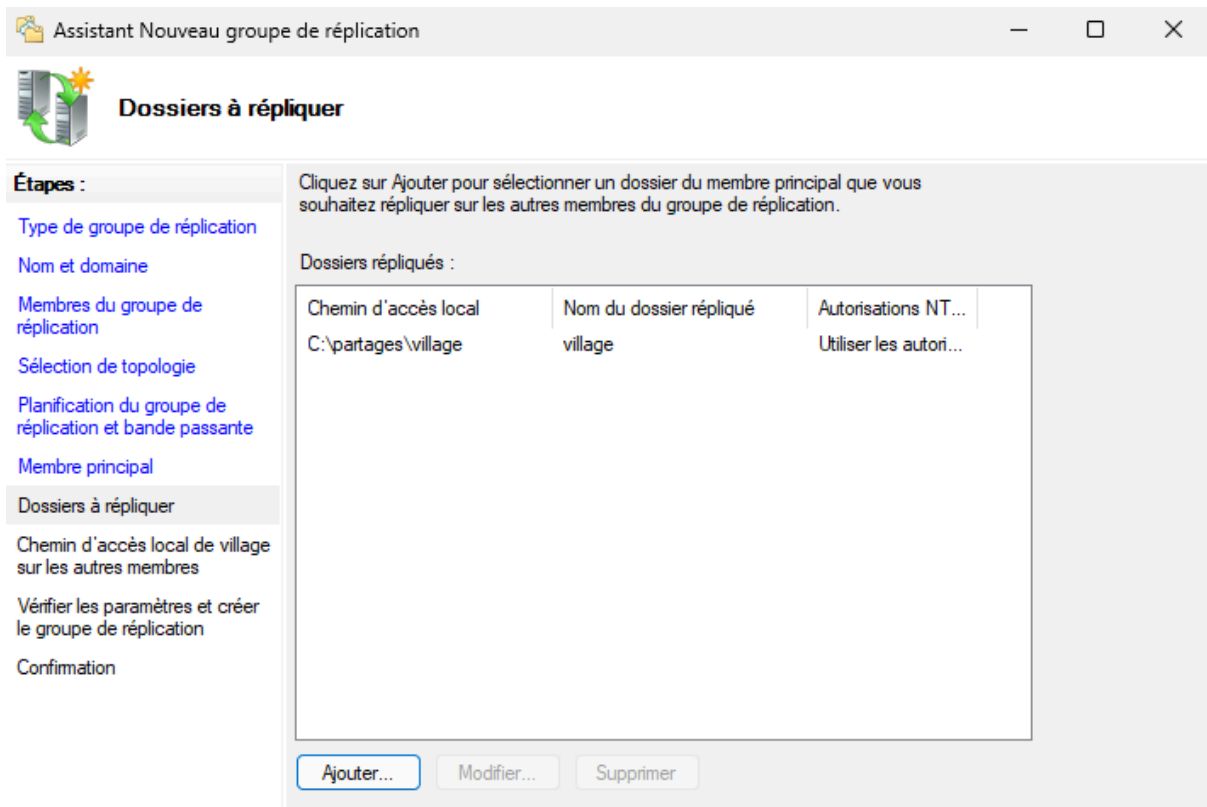 Assistant Nouveau groupe de réplication
Dossiers à répliquer
Étapes :
Type de groupe de réplication
Nom et domaine
Membres du groupe de
réplication
Sélection de topologie
Planification du groupe de
réplication et bande passante
Membre principal
Dossiers à répliquer
Chemin d'accès local de village
sur les autres membres
Vérifier les paramètres et créer
le groupe de réplication
Confirmation
Cliquez sur Ajouter pour sélectionner un dossier du membre principal que vous
souhaitez répliquer sur les autres membres du groupe de réplication.
Dossiers répliqués :
Chemin d'accès local Nom du dossier répliqué Autorisations NT...
C:\partages\village village Utiliser les autori...
Ajouter... Modifier... Supprimer